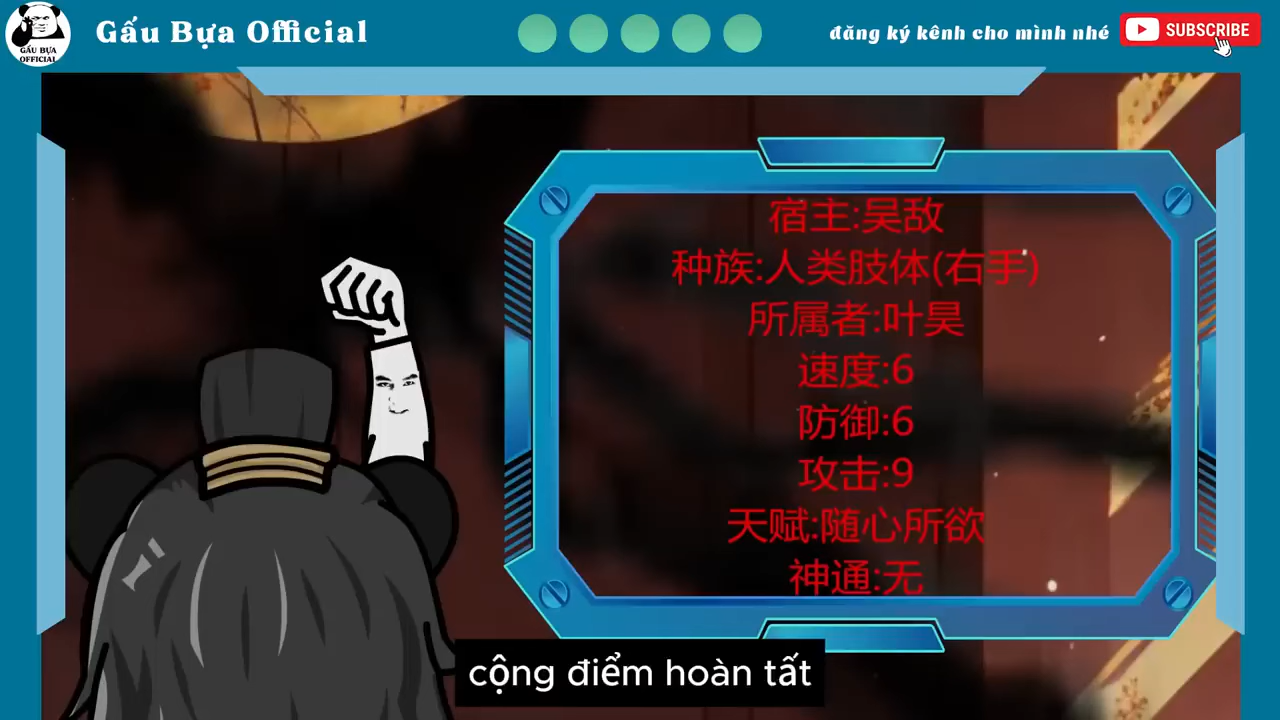 Gấu Bựa Official
đăng ký kênh cho mình nhé
SUBSCRIBE
GẤU BỰA
OFFICIAL
宿主:吴敌
种族:人类肢体(右手)
所属者:叶昊
速度:6
防御:6
攻击:9
天赋:随心所欲
神通:无
cộng điểm hoàn tất